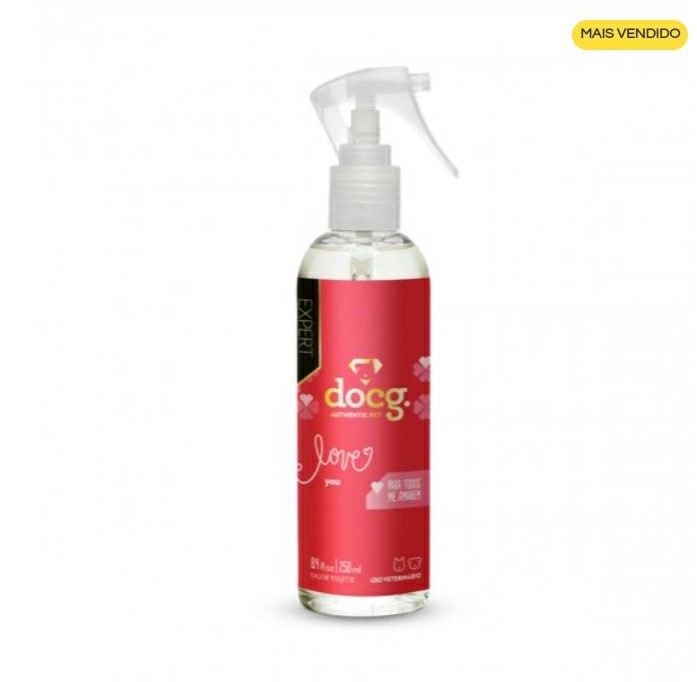 MAIS VENDIDO
EXPERT
docg.
AUTHENTIC PET
love
you
PARA TODOS
ME AMAREM
8,4 fl oz | 250 ml
EAU DE TOILETTE
USO VETERINÁRIO